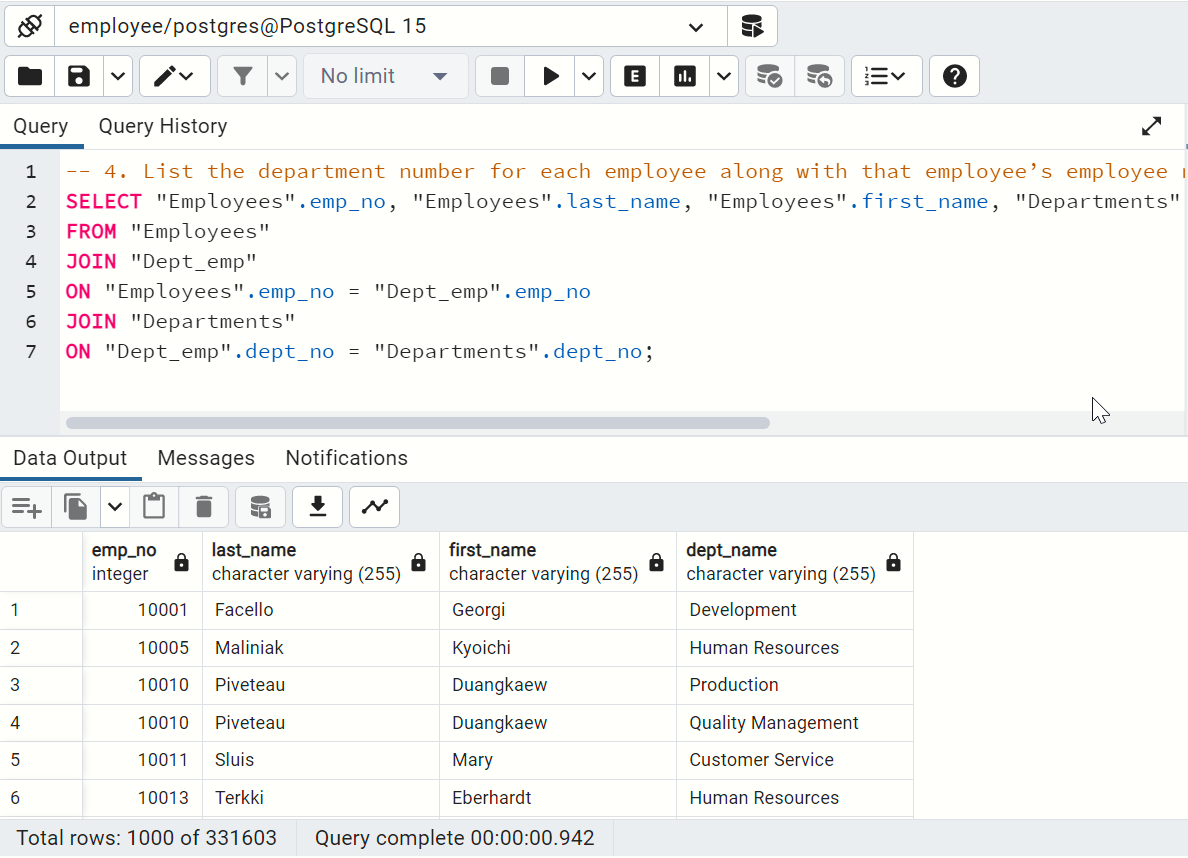 employee/postgres@PostgreSQL 15
No limit
E
Query Query History
1 -- 4. List the department number for each employee along with that employee’s employee
2 SELECT "Employees".emp_no, "Employees".last_name, "Employees".first_name, "Departments"
3 FROM "Employees"
4 JOIN "Dept_emp"
5 ON "Employees".emp_no = "Dept_emp".emp_no
6 JOIN "Departments"
7 ON "Dept_emp".dept_no = "Departments".dept_no;
Data Output Messages Notifications
emp_no last_name first_name dept_name
integer character varying (255) character varying (255) character varying (255)
1 10001 Facello Georgi Development
2 10005 Maliniak Kyoichi Human Resources
3 10010 Piveteau Duangkaew Production
4 10010 Piveteau Duangkaew Quality Management
5 10011 Sluis Mary Customer Service
6 10013 Terkki Eberhardt Human Resources
Total rows: 1000 of 331603 Query complete 00:00:00.942